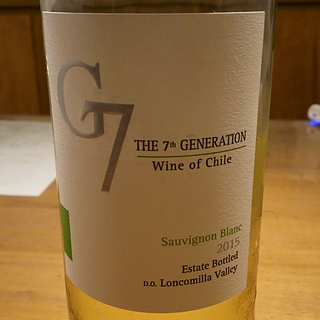 G7
THE 7th GENERATION
Wine of Chile
Sauvignon Blanc
2015
Estate Bottled
D.O. Loncomilla Valley